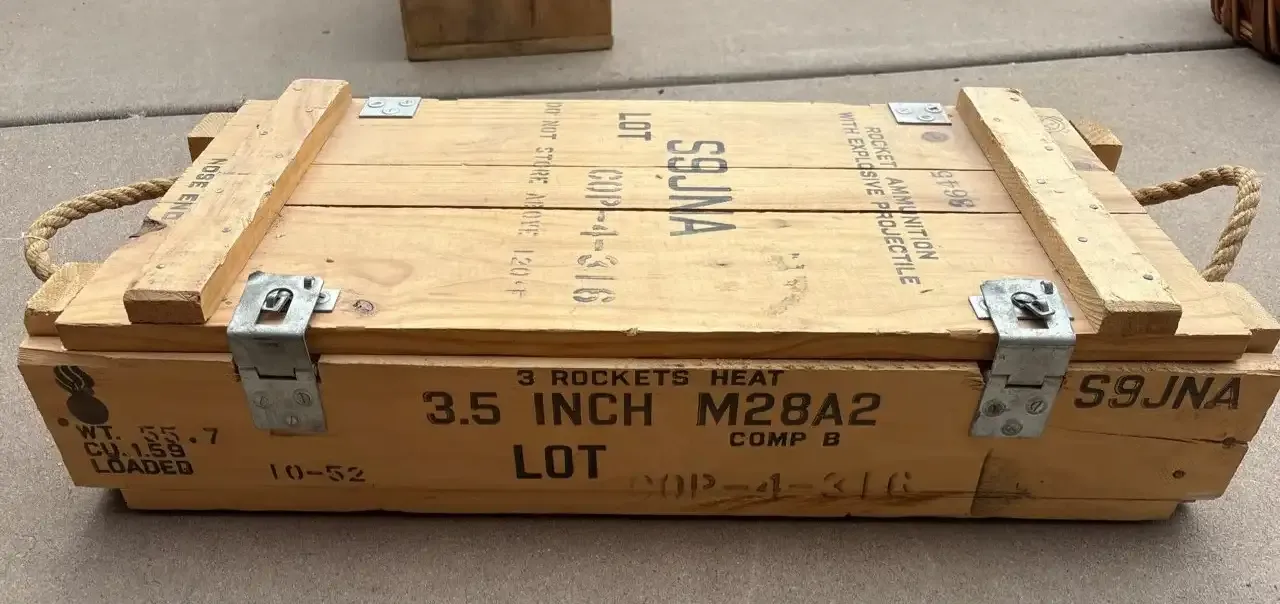 NOSE END
DO NOT STORE ABOVE 120°F
LOT
COP-4-316
S9JNA
ROCKET AMMUNITION
WITH EXPLOSIVE PROJECTILE
3 ROCKETS HEAT
3.5 INCH M28A2
COMP B
LOT
COP-4-316
S9JNA
WT. 55.7
CU. 1.59
LOADED
10-52